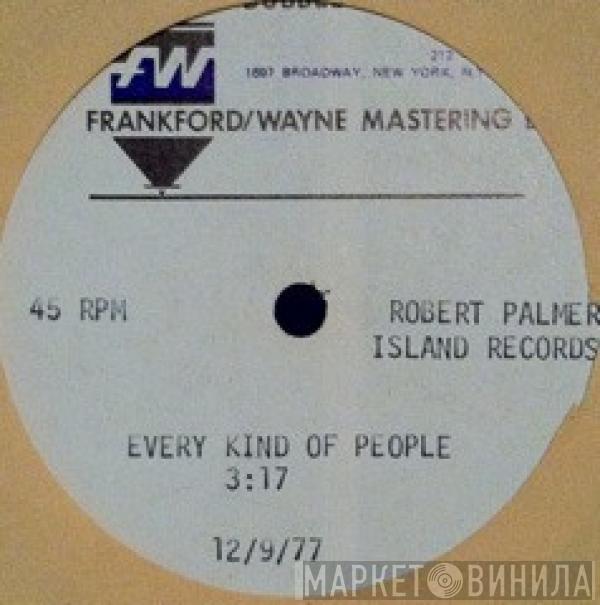 FW
212
1697 BROADWAY, NEW YORK, N.Y
FRANKFORD/WAYNE MASTERING
45 RPM
ROBERT PALMER
ISLAND RECORDS
EVERY KIND OF PEOPLE
3:17
12/9/77
МАРКЕТ ВИНИЛА